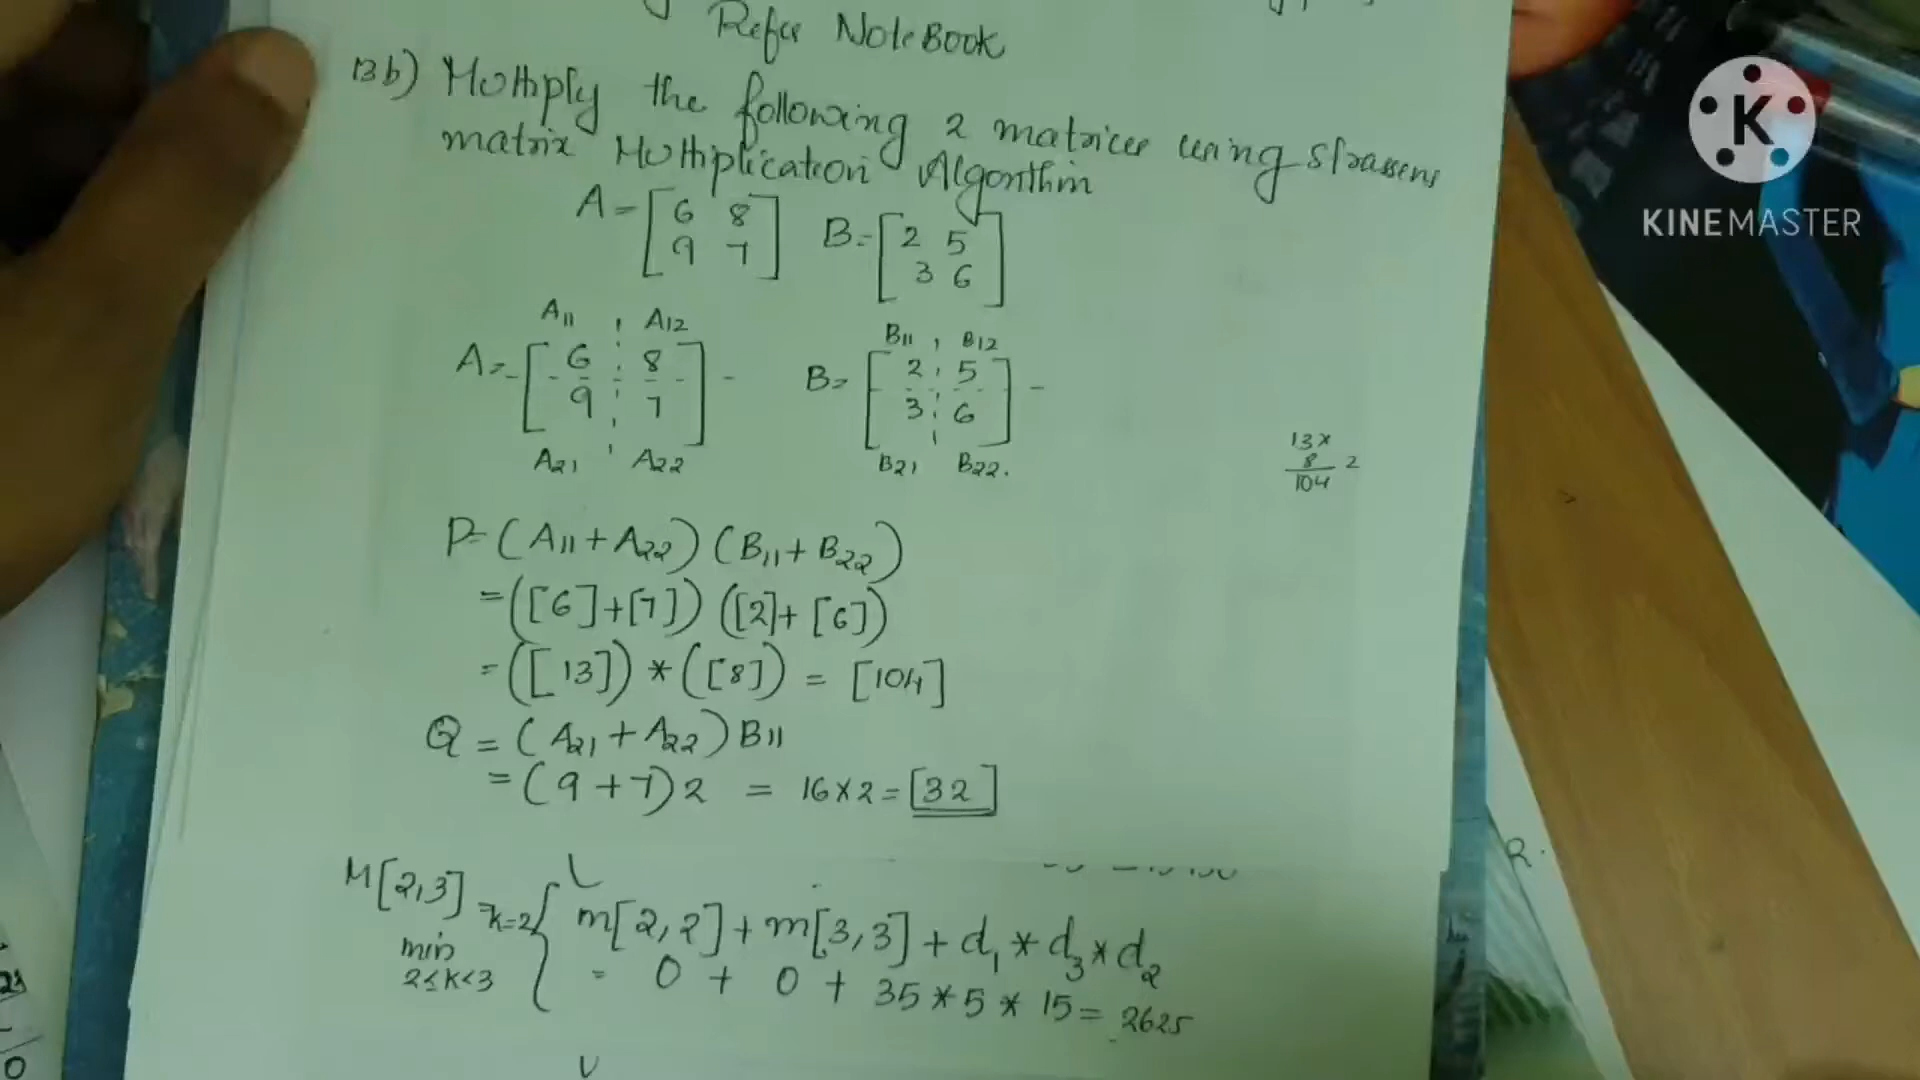 Refer NoteBook
13 b) Multiply the following 2 matrices using Strassens
matrix Multiplication Algorithm
A = [6 8
9 7]
B = [2 5
3 6]
A11 A12
A = [6 8
9 7]
A21 A22
B11 B12
B = [2 5
3 6]
B21 B22.
13 x
8
104
2
P = (A11 + A22) (B11 + B22)
= ([6] + [7]) ([2] + [6])
= ([13]) * ([8]) = [104]
Q = (A21 + A22) B11
= (9 + 7) 2 = 16 x 2 = [32]
M[2,3] = k=2 { m[2,2] + m[3,3] + d1 * d3 * d2
min
2≤k<3
= 0 + 0 + 35 * 5 * 15 = 2625
K
KINEMASTER
R.